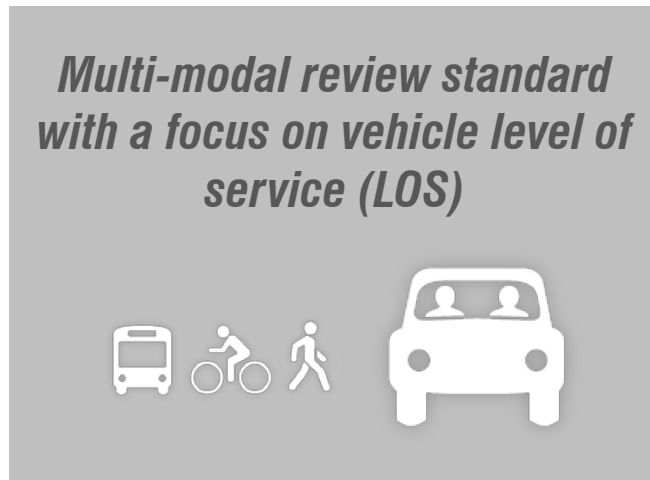 Multi-modal review standard
with a focus on vehicle level of
service (LOS)